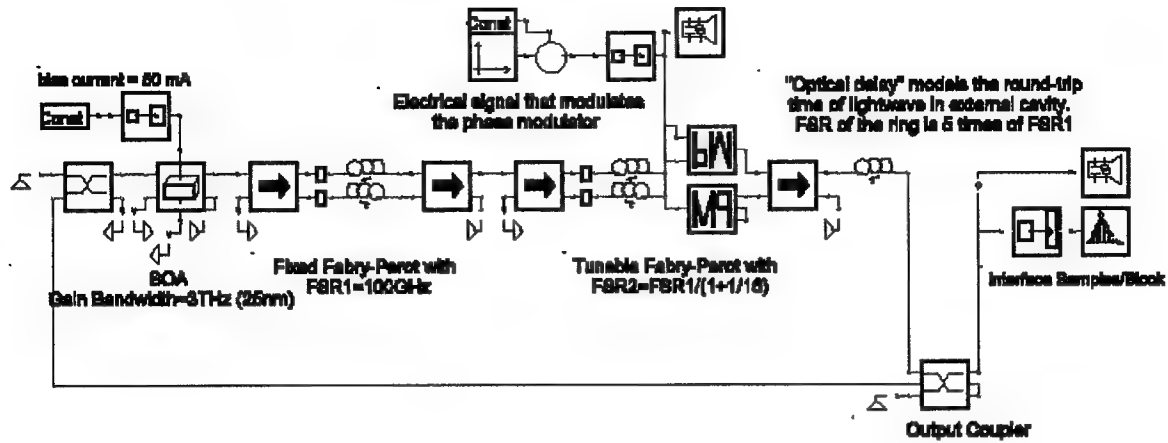 Const
bias current = 50 mA
Const
Electrical signal that modulates
the phase modulator
"Optical delay" models the round-trip
time of lightwave in external cavity.
FSR of the ring is 5 times of FSR1
PM
PM
SOA
Gain Bandwidth=3THz (25nm)
Fixed Fabry-Perot with
FSR1=100GHz
Tunable Fabry-Perot with
FSR2=FSR1/(1+1/16)
Interface Samples/Block
Output Coupler